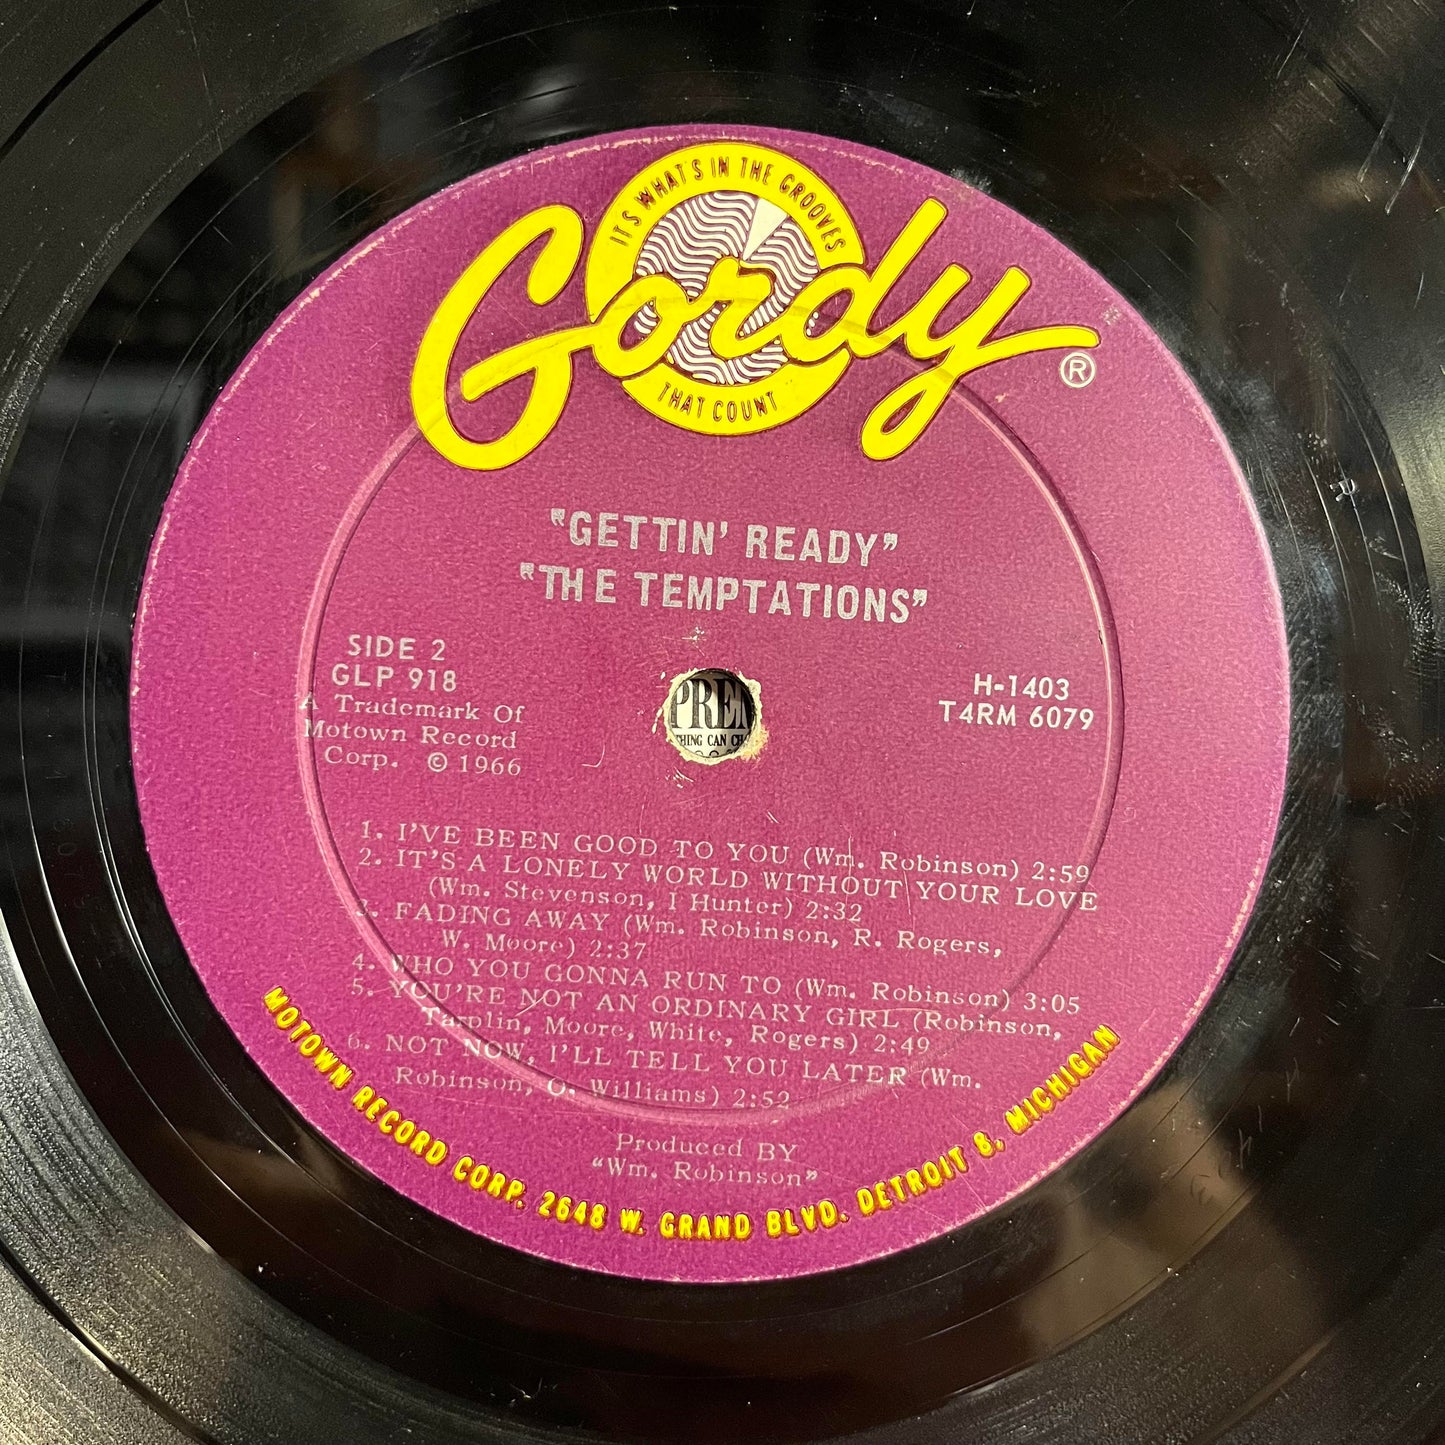 IT'S WHAT'S IN THE GROOVES
Gordy ®
THAT COUNT
"GETTIN' READY"
"THE TEMPTATIONS"
SIDE 2
GLP 918
A Trademark Of
Motown Record
Corp. © 1966
H-1403
T4RM 6079
PREM
THING CAN CH
1. I'VE BEEN GOOD TO YOU (Wm. Robinson) 2:59
2. IT'S A LONELY WORLD WITHOUT YOUR LOVE
(Wm. Stevenson, I Hunter) 2:32
3. FADING AWAY (Wm. Robinson, R. Rogers,
W. Moore) 2:37
4. WHO YOU GONNA RUN TO (Wm. Robinson) 3:05
5. YOU'RE NOT AN ORDINARY GIRL (Robinson,
Tarplin, Moore, White, Rogers) 2:49
6. NOT NOW, I'LL TELL YOU LATER (Wm.
Robinson, O. Williams) 2:52
Produced BY
"Wm. Robinson"
MOTOWN RECORD CORP. 2648 W. GRAND BLVD. DETROIT 8, MICHIGAN